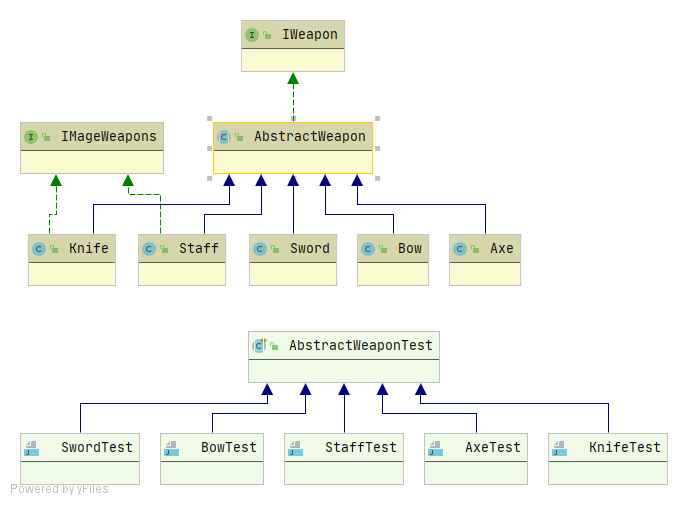 IWeapon
IMageWeapons
AbstractWeapon
Knife
Staff
Sword
Bow
Axe
AbstractWeaponTest
SwordTest
BowTest
StaffTest
AxeTest
KnifeTest
Powered by yFiles